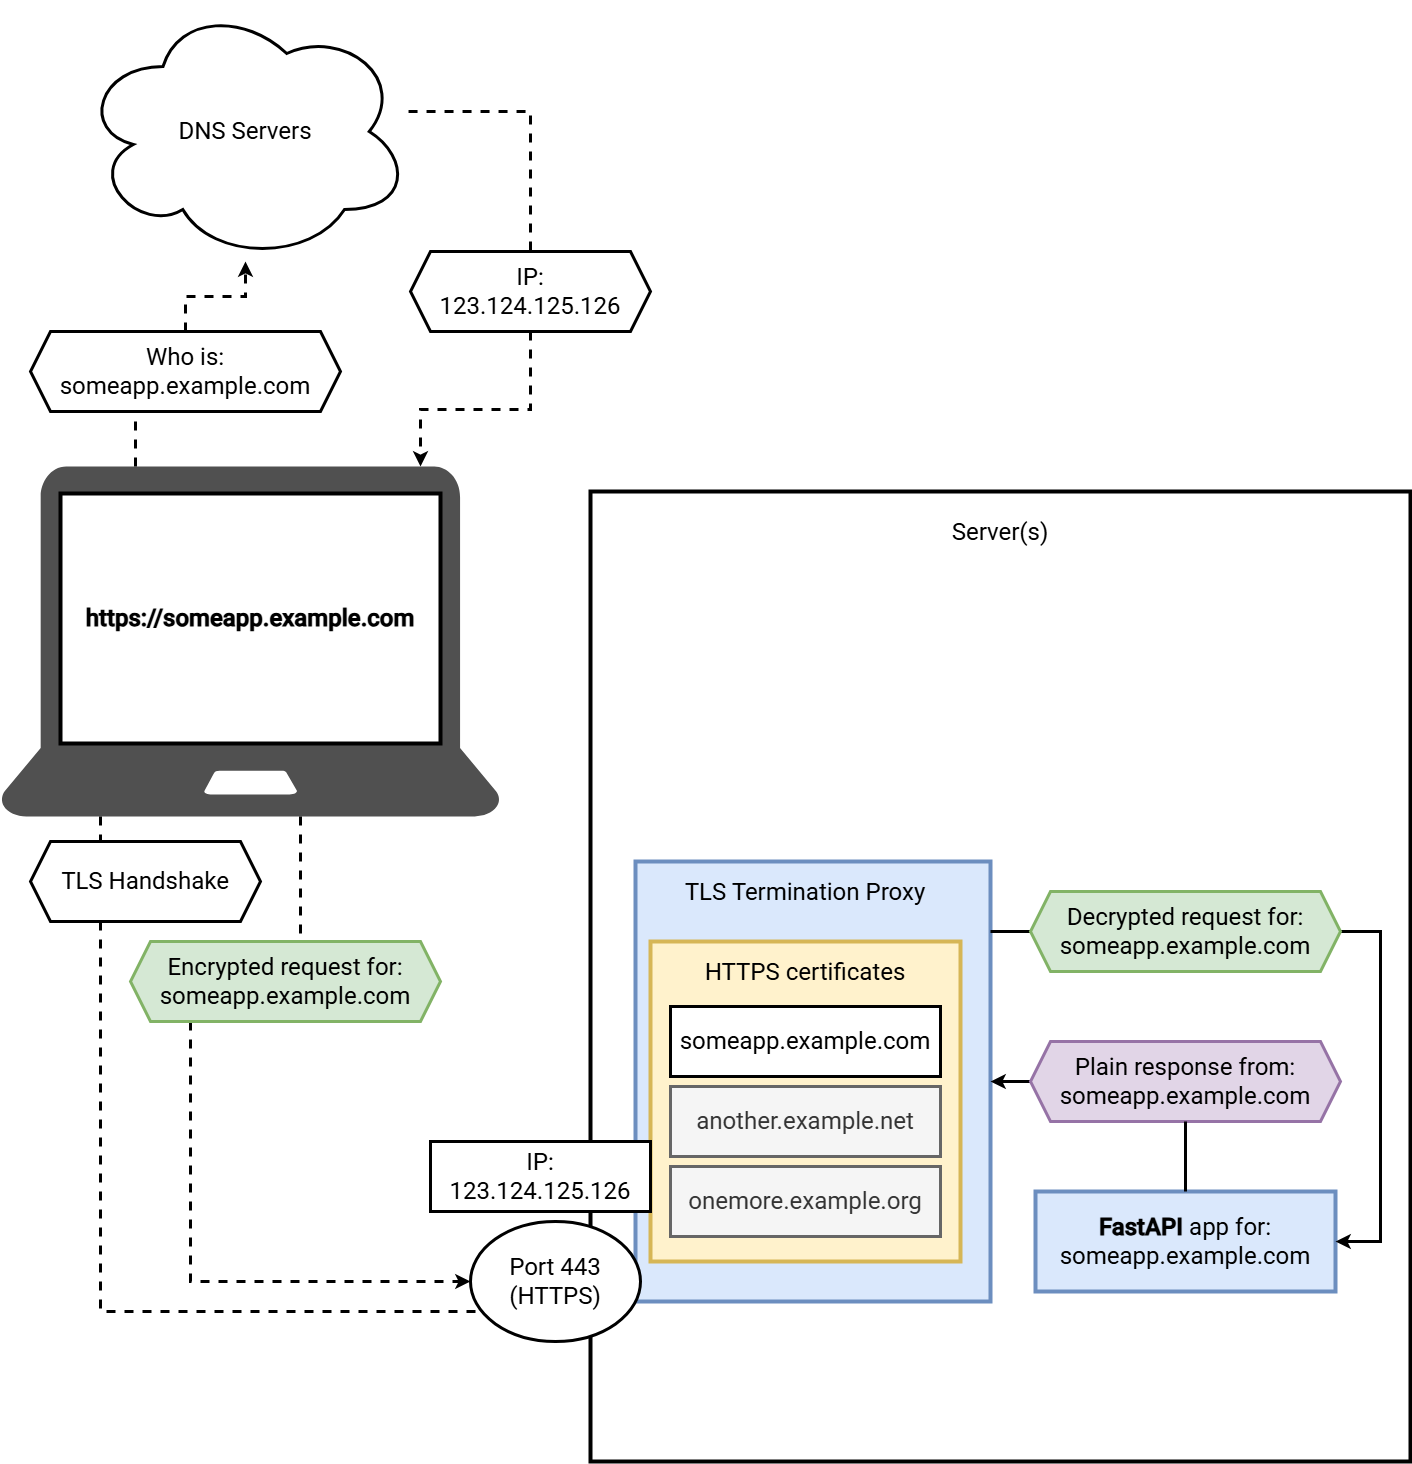 DNS Servers
IP:
123.124.125.126
Who is:
someapp.example.com
https://someapp.example.com
Server(s)
TLS Handshake
Encrypted request for:
someapp.example.com
TLS Termination Proxy
HTTPS certificates
someapp.example.com
another.example.net
onemore.example.org
Decrypted request for:
someapp.example.com
Plain response from:
someapp.example.com
FastAPI app for:
someapp.example.com
IP:
123.124.125.126
Port 443
(HTTPS)